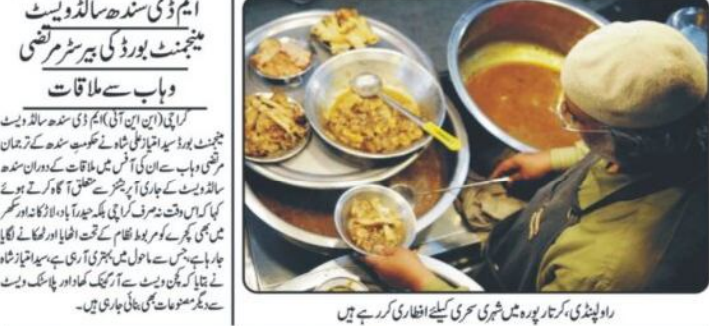 ایم ڈی سندھ سالڈ ویسٹ
مینجمنٹ بورڈ کی بیرسٹر مرتضی
وہاب سے ملاقات
کراچی (این این آئی) ایم ڈی سندھ سالڈ ویسٹ
مینجمنٹ بورڈ سید امتیاز علی شاہ نے حکومت سندھ کے ترجمان
مرتضی وہاب سے ان کی آفس میں ملاقات کے دوران سندھ
سالڈ ویسٹ کے جاری آپریشنز سے متعلق آگاہ کرتے ہوئے
کہا کہ اس وقت نہ صرف کراچی بلکہ حیدرآباد، لاڑکانہ اور سکھر
میں بھی کچرے کو مربوط نظام کے تحت اٹھایا اور ٹھکانے لگایا
جا رہا ہے، جس سے ماحول میں بہتری آ رہی ہے، سید امتیاز شاہ
نے بتایا کہ کچن ویسٹ سے آرگینک کھاد اور پلاسٹک ویسٹ
سے دیگر مصنوعات بھی بنائی جا رہی ہیں۔
راولپنڈی، کرتار پورہ میں شہری سحری کیلئے افطاری کر رہے ہیں